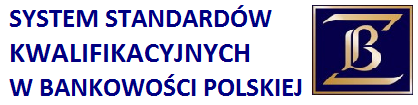 SYSTEM STANDARDÓW
KWALIFIKACYJNYCH
W BANKOWOŚCI POLSKIEJ
B